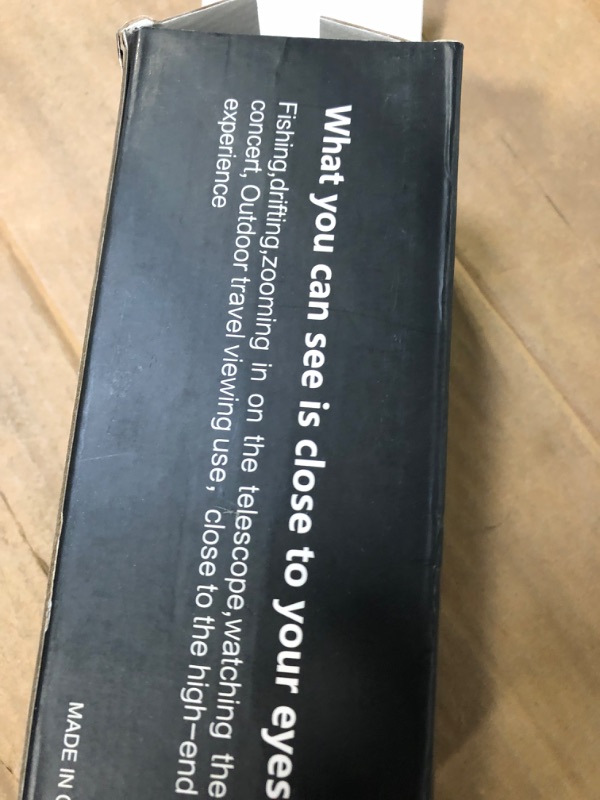 What you can see is close to your eyes
Fishing,drifting,zooming in on the telescope,watching the
concert, Outdoor travel viewing use, close to the high-end
experience
MADE IN